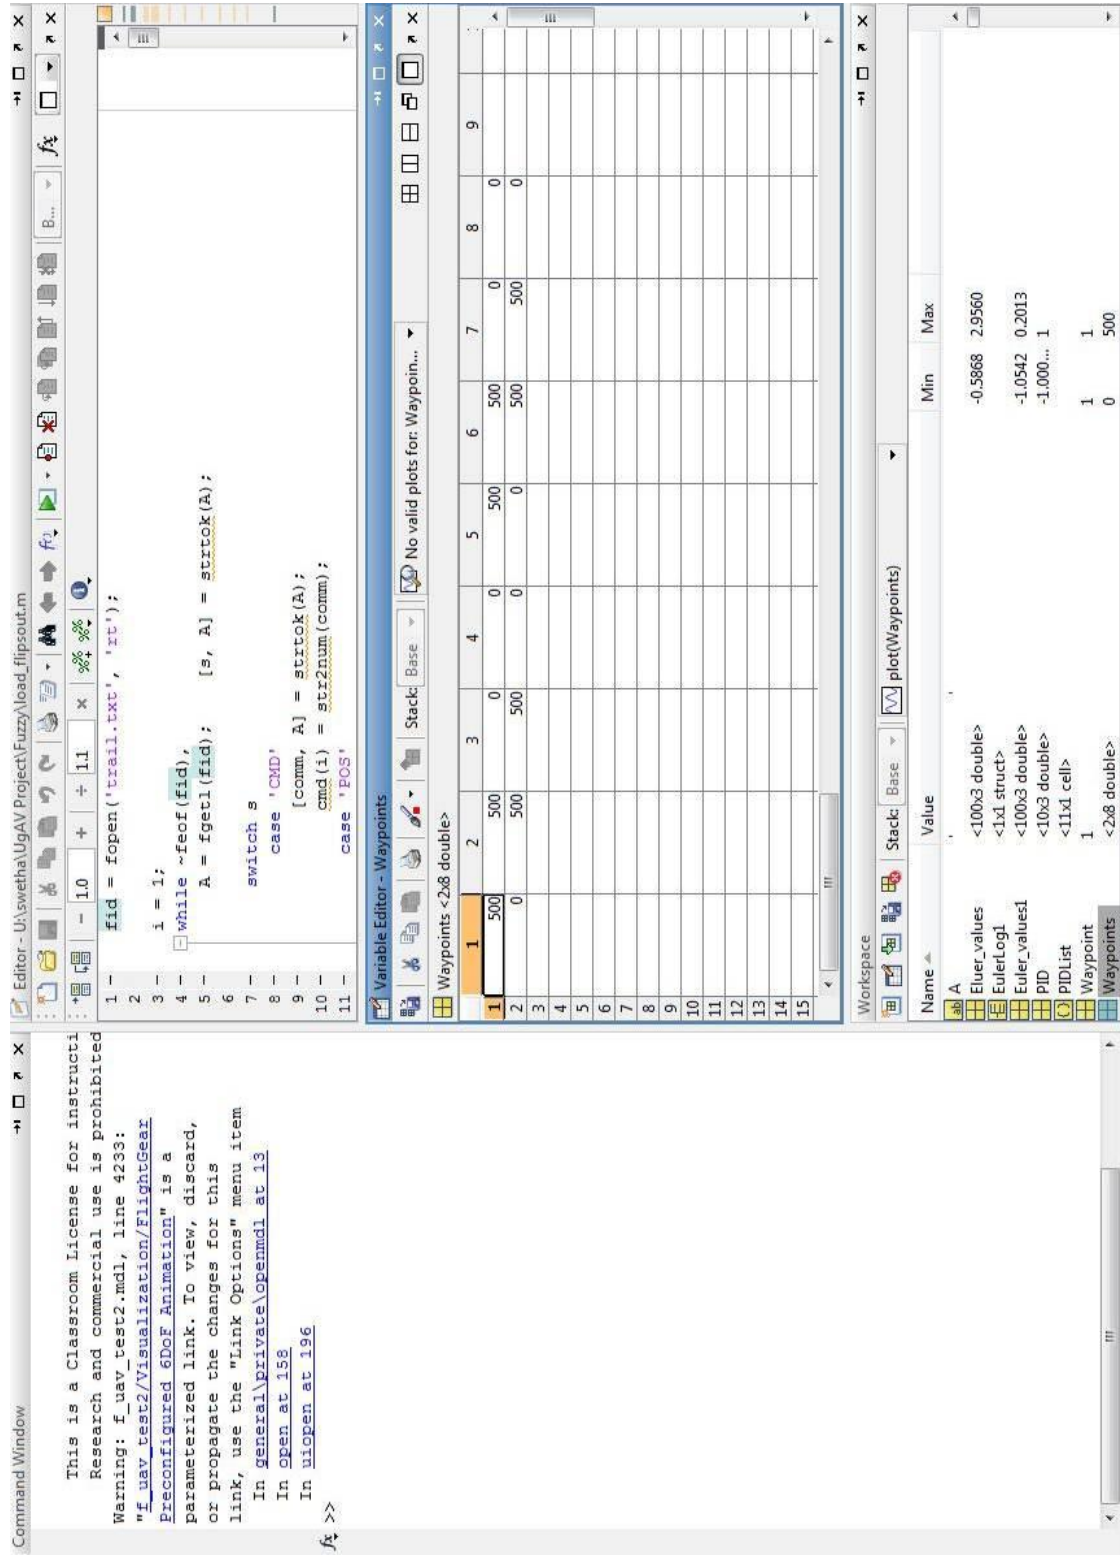 Command Window
This is a Classroom License for instructi
Research and commercial use is prohibited
Warning: f_uav_test2.mdl, line 4233:
"f_uav_test2/Visualization/FlightGear
Preconfigured 6DoF Animation" is a
parameterized link. To view, discard,
or propagate the changes for this
link, use the "Link Options" menu item
In general\private\openmdl at 13
In open at 158
In uiopen at 196
fx >>
Editor - U:\swetha\UgAV Project\Fuzzy\load_flipsout.m
B... fx
− 1.0 + ÷ 1.1 ×
1 – fid = fopen('trail.txt', 'rt');
2
3 – i = 1;
4 – while ~feof(fid),
5 – A = fgetl(fid); [s, A] = strtok(A);
6
7 – switch s
8 – case 'CMD'
9 – [comm, A] = strtok(A);
10 – cmd(i) = str2num(comm);
11 – case 'POS'
Variable Editor - Waypoints
Stack: Base No valid plots for: Waypoin...
Waypoints <2x8 double>
1 2 3 4 5 6 7 8 9
1 500 500 0 0 500 500 0 0
2 0 500 500 0 0 500 500 0
3
4
5
6
7
8
9
10
11
12
13
14
15
Workspace
Stack: Base plot(Waypoints)
Name Value Min Max
A ' '
Eluer_values <100x3 double> -0.5868 2.9560
EulerLog1 <1x1 struct>
Euler_values1 <100x3 double> -1.0542 0.2013
PID <10x3 double> -1.000... 1
PIDList <11x1 cell>
Waypoint 1 1 1
Waypoints <2x8 double> 0 500